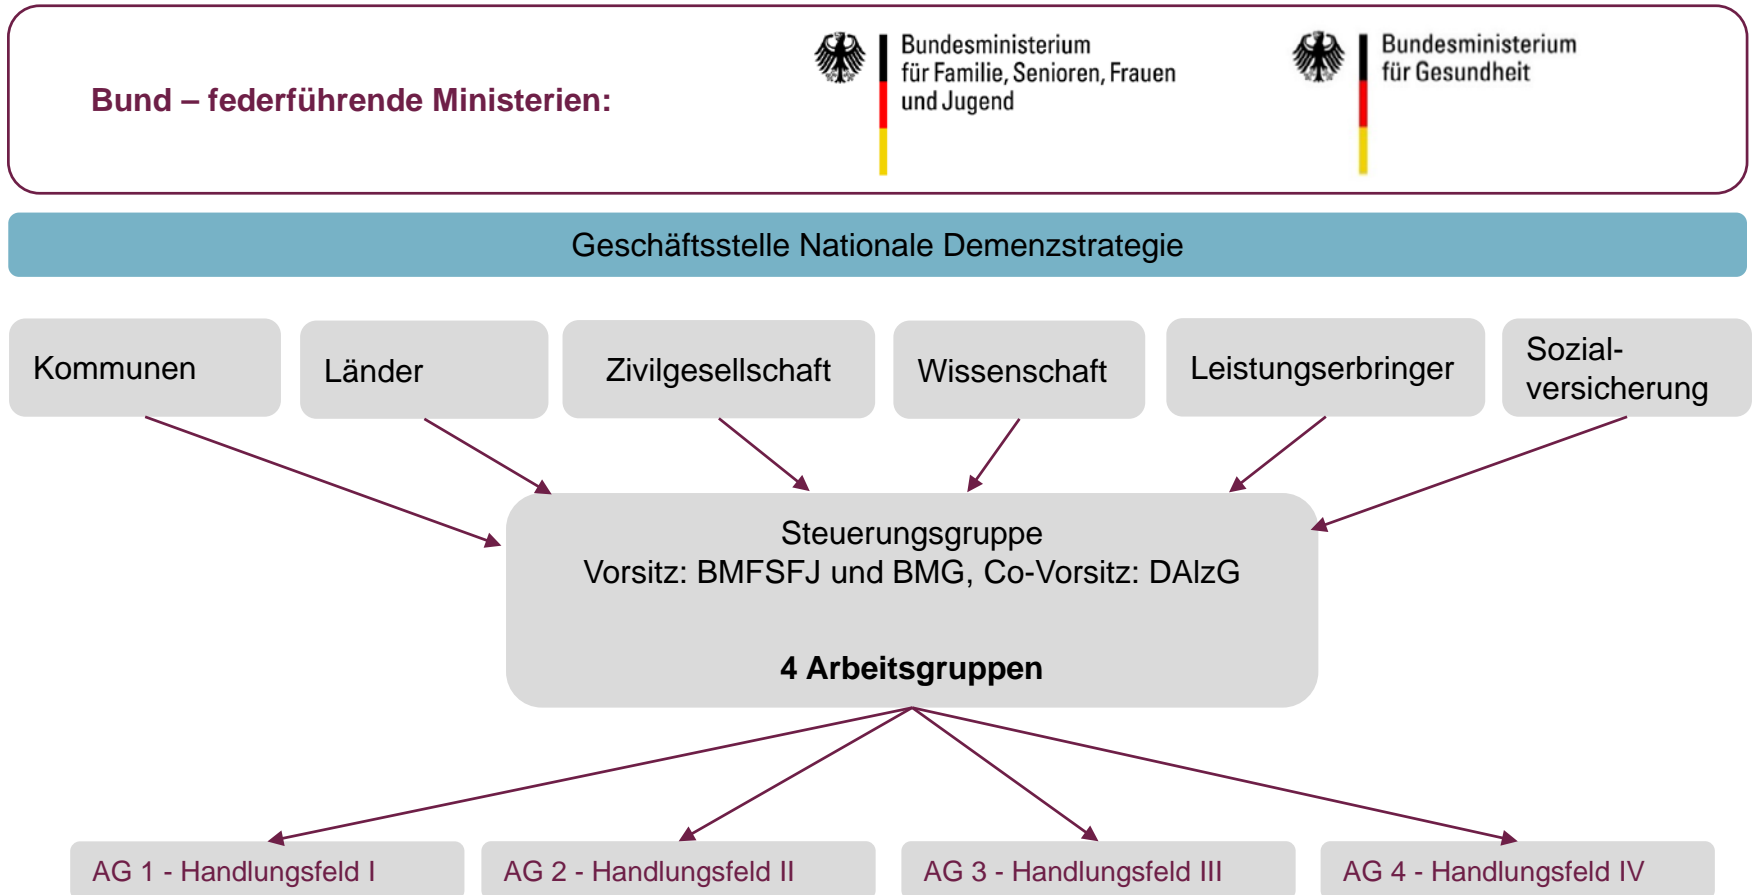 Bund – federführende Ministerien:
Bundesministerium
für Familie, Senioren, Frauen
und Jugend
Bundesministerium
für Gesundheit
Geschäftsstelle Nationale Demenzstrategie
Kommunen
Länder
Zivilgesellschaft
Wissenschaft
Leistungserbringer
Sozial-
versicherung
Steuerungsgruppe
Vorsitz: BMFSFJ und BMG, Co-Vorsitz: DAlzG
4 Arbeitsgruppen
AG 1 - Handlungsfeld I
AG 2 - Handlungsfeld II
AG 3 - Handlungsfeld III
AG 4 - Handlungsfeld IV